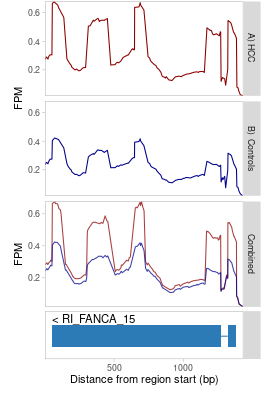 0.6
0.4
0.2
A) HCC
0.6
0.4
0.2
B) Controls
0.6
0.4
0.2
Combined
FPM
FPM
< RI_FANCA_15
500
1000
Distance from region start (bp)